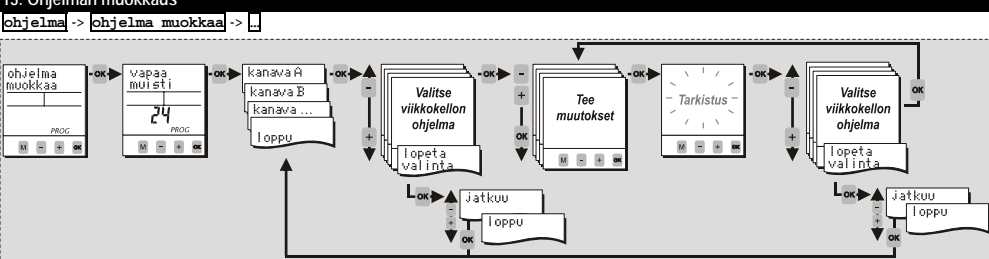 13. Ohjelman muokkaus
ohjelma -> ohjelma muokkaa -> ...
ohjelma
muokkaa
PROG
M - + OK
OK
vapaa
muisti
24
PROG
M - + OK
OK
kanava A
kanava B
kanava ...
loppu
OK
-
+
Valitse
viikkokellon
ohjelma
lopeta
valinta
OK
jatkuu
loppu
-
+
OK
OK
-
+
OK
Tee
muutokset
M - + OK
OK
Tarkistus
M - + OK
OK
-
+
Valitse
viikkokellon
ohjelma
lopeta
valinta
OK
OK
jatkuu
loppu
-
+
OK